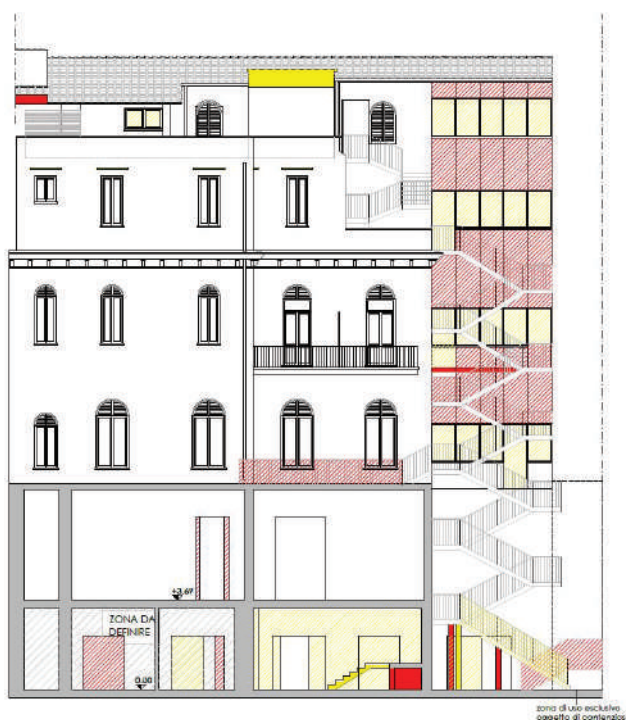 +3.67
ZONA DA
DEFINIRE
0.00
zona di uso esclusivo
oggetto di contenzioso